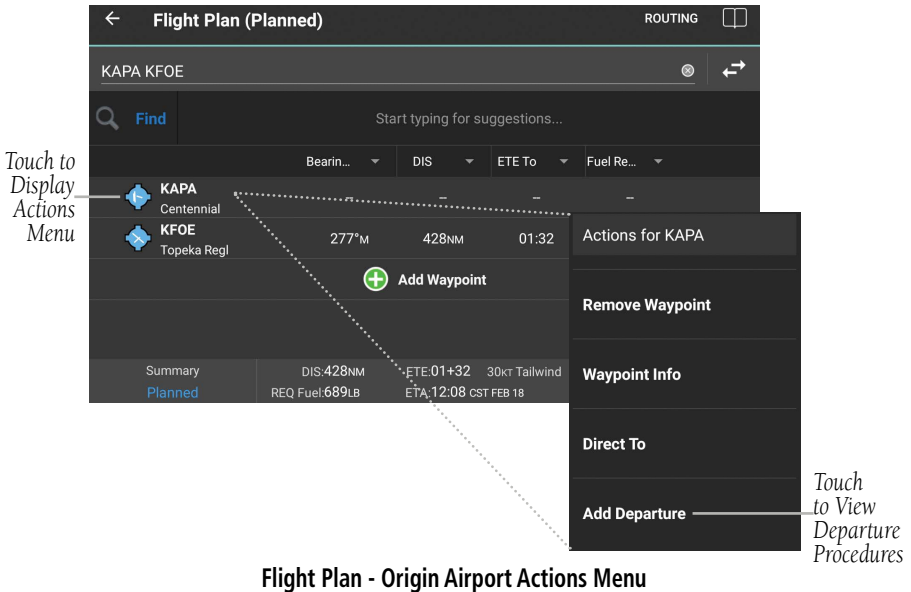 Flight Plan (Planned)
ROUTING
KAPA KFOE
Find
Start typing for suggestions...
Bearin...
DIS
ETE To
Fuel Re...
Touch to
Display
Actions
Menu
KAPA
Centennial
--
--
--
--
KFOE
Topeka Regl
277°M
428NM
01:32
Add Waypoint
Summary
Planned
DIS:428NM
ETE:01+32
30KT Tailwind
REQ Fuel:689LB
ETA:12:08 CST FEB 18
Actions for KAPA
Remove Waypoint
Waypoint Info
Direct To
Add Departure
Touch
to View
Departure
Procedures
Flight Plan - Origin Airport Actions Menu